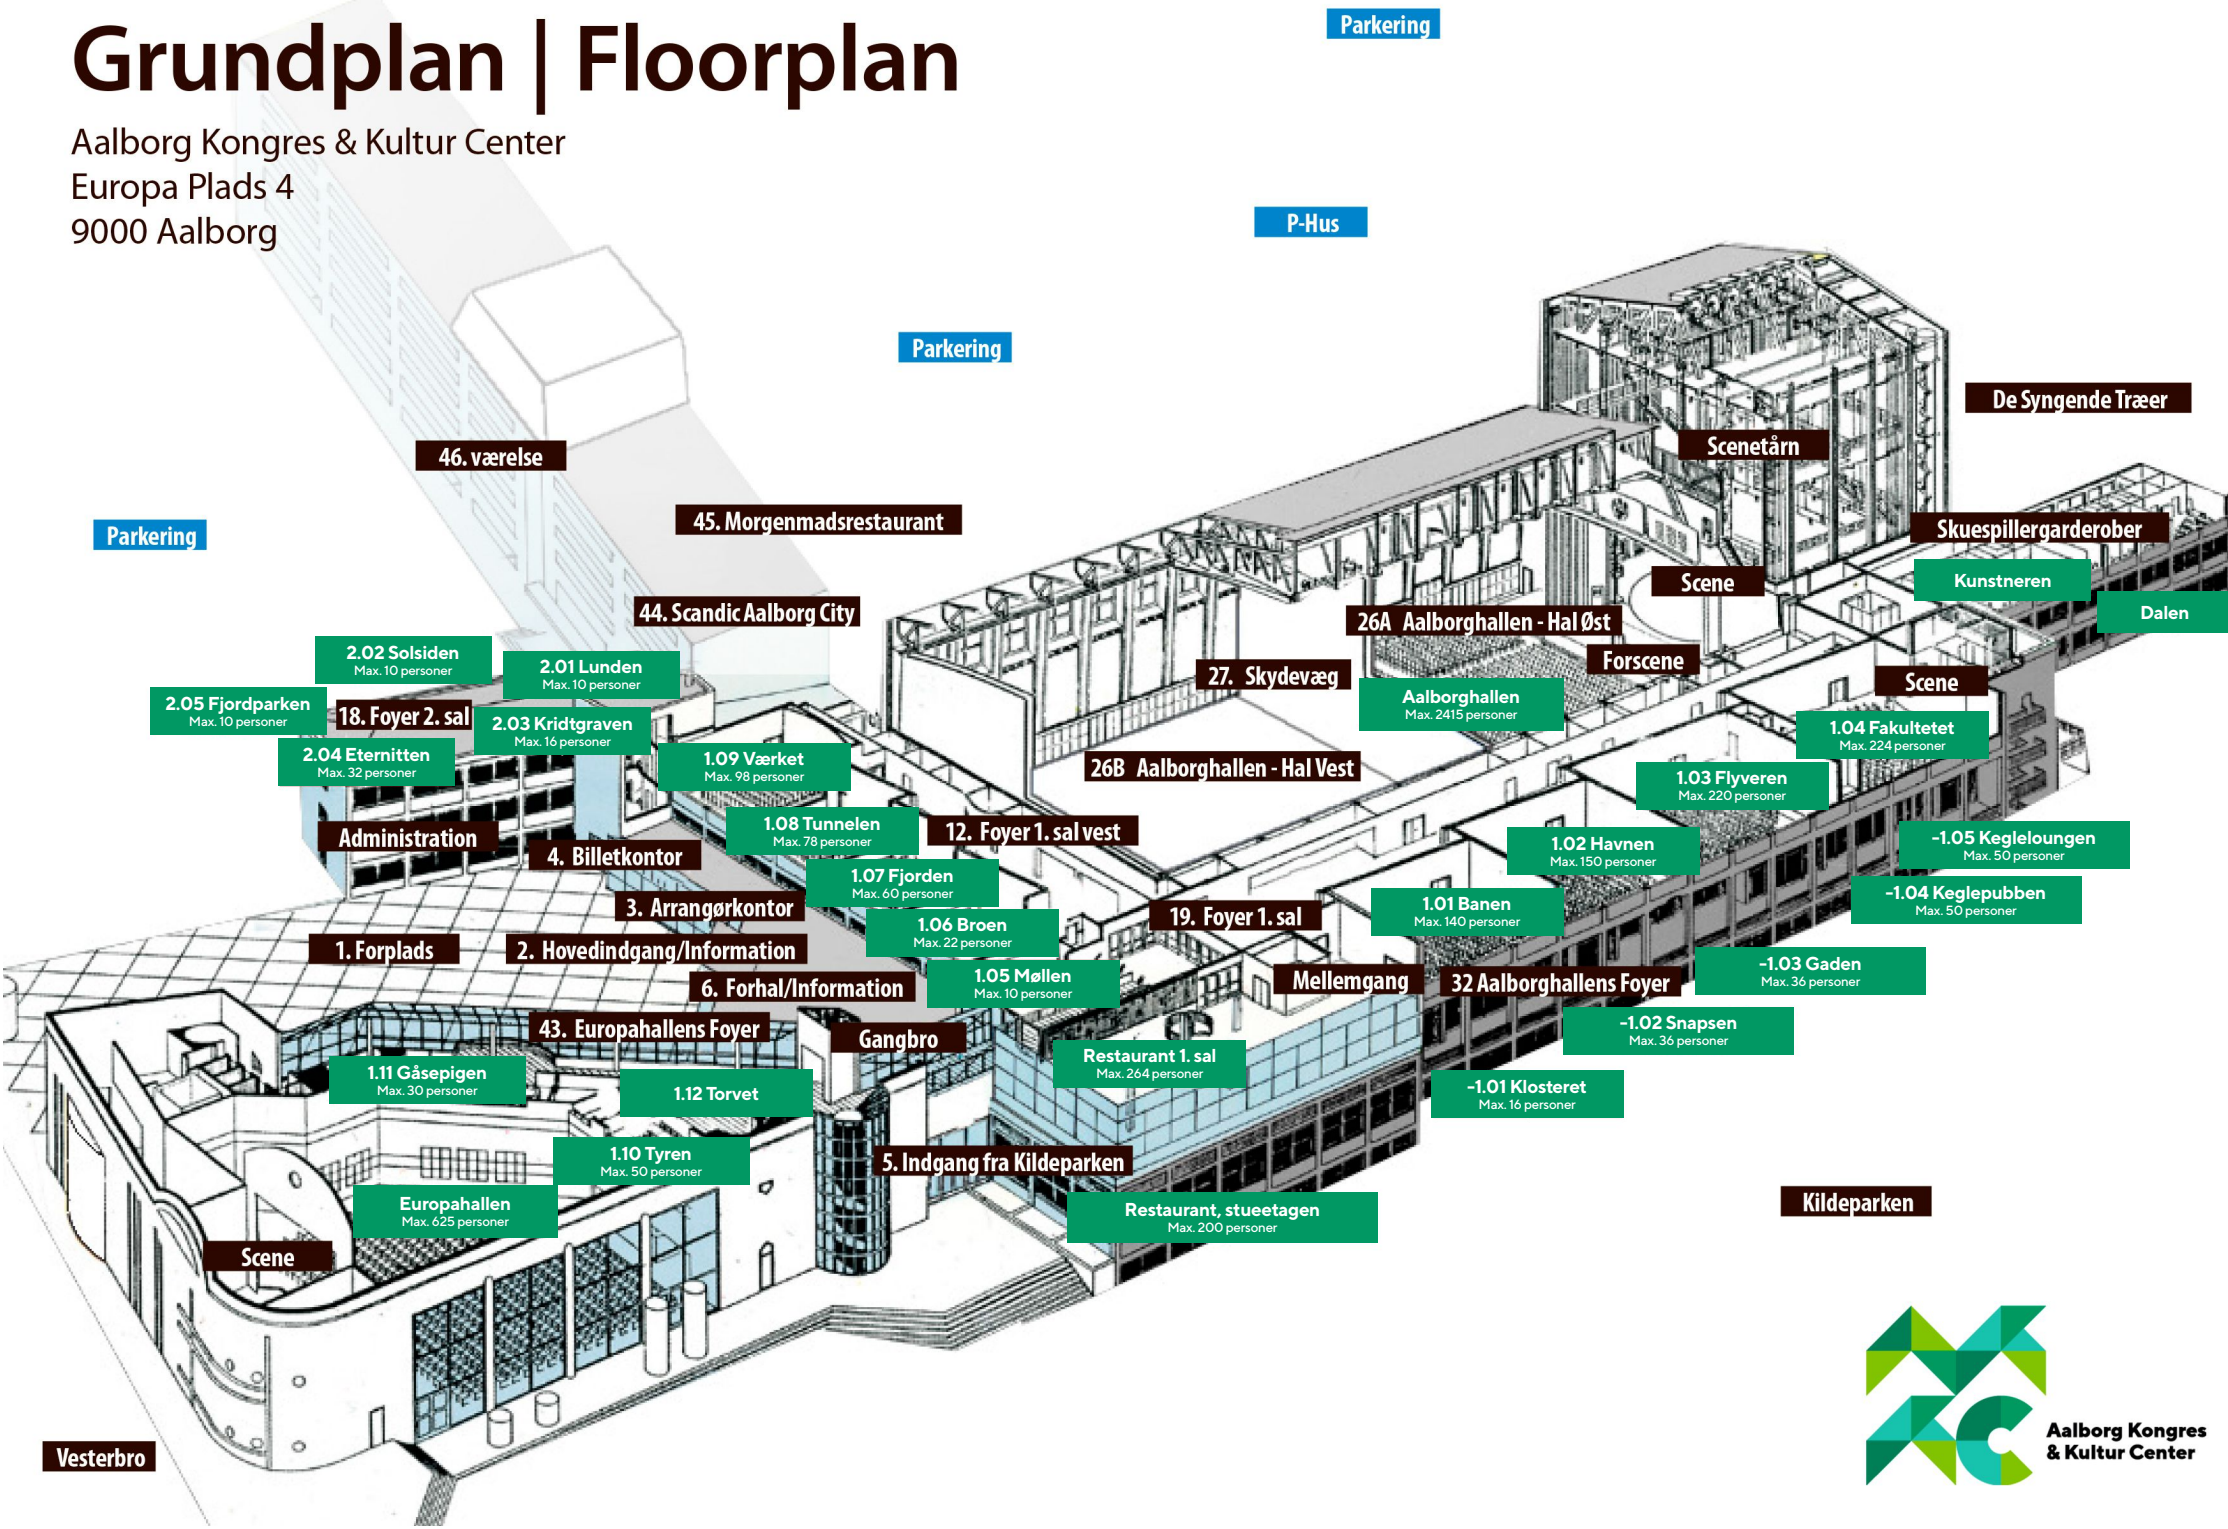 Grundplan | Floorplan
Aalborg Kongres & Kultur Center
Europa Plads 4
9000 Aalborg
Parkering
P-Hus
Parkering
Parkering
De Syngende Træer
Scenetårn
46. værelse
45. Morgenmadsrestaurant
Skuespillergarderober
Kunstneren
Dalen
Scene
44. Scandic Aalborg City
26A Aalborghallen - Hal Øst
Forscene
27. Skydevæg
Scene
2.02 Solsiden
Max. 10 personer
2.01 Lunden
Max. 10 personer
2.05 Fjordparken
Max. 10 personer
18. Foyer 2. sal
2.03 Kridtgraven
Max. 16 personer
2.04 Eternitten
Max. 32 personer
Aalborghallen
Max. 2415 personer
1.04 Fakultetet
Max. 224 personer
1.09 Værket
Max. 98 personer
26B Aalborghallen - Hal Vest
1.03 Flyveren
Max. 220 personer
Administration
1.08 Tunnelen
Max. 78 personer
12. Foyer 1. sal vest
4. Billetkontor
1.02 Havnen
Max. 150 personer
-1.05 Kegleloungen
Max. 50 personer
1.07 Fjorden
Max. 60 personer
-1.04 Keglepubben
Max. 50 personer
3. Arrangørkontor
19. Foyer 1. sal
1.01 Banen
Max. 140 personer
1.06 Broen
Max. 22 personer
1. Forplads
2. Hovedindgang/Information
-1.03 Gaden
Max. 36 personer
6. Forhal/Information
1.05 Møllen
Max. 10 personer
Mellemgang
32 Aalborghallens Foyer
43. Europahallens Foyer
Gangbro
-1.02 Snapsen
Max. 36 personer
Restaurant 1. sal
Max. 264 personer
1.11 Gåsepigen
Max. 30 personer
1.12 Torvet
-1.01 Klosteret
Max. 16 personer
1.10 Tyren
Max. 50 personer
5. Indgang fra Kildeparken
Europahallen
Max. 625 personer
Restaurant, stueetagen
Max. 200 personer
Kildeparken
Scene
Vesterbro
Aalborg Kongres
& Kultur Center